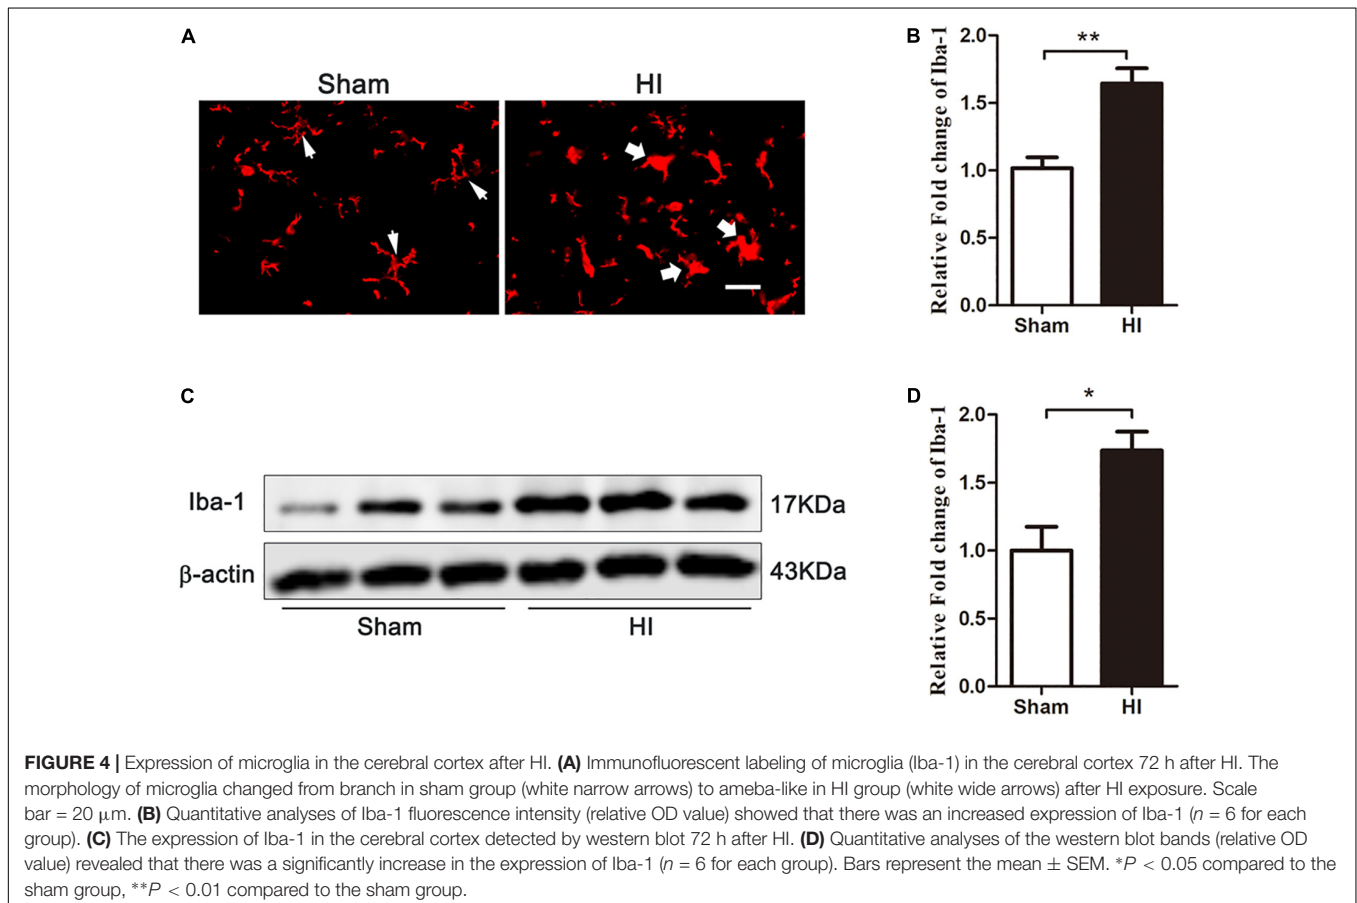 A
Sham HI
B
Relative Fold change of Iba-1
2.0
1.5
1.0
0.5
0.0
**
Sham HI
C
Iba-1 17KDa
β-actin 43KDa
Sham HI
D
Relative Fold change of Iba-1
2.0
1.5
1.0
0.5
0.0
*
Sham HI
FIGURE 4 | Expression of microglia in the cerebral cortex after HI. (A) Immunofluorescent labeling of microglia (Iba-1) in the cerebral cortex 72 h after HI. The
morphology of microglia changed from branch in sham group (white narrow arrows) to ameba-like in HI group (white wide arrows) after HI exposure. Scale
bar = 20 μm. (B) Quantitative analyses of Iba-1 fluorescence intensity (relative OD value) showed that there was an increased expression of Iba-1 (n = 6 for each
group). (C) The expression of Iba-1 in the cerebral cortex detected by western blot 72 h after HI. (D) Quantitative analyses of the western blot bands (relative OD
value) revealed that there was a significantly increase in the expression of Iba-1 (n = 6 for each group). Bars represent the mean ± SEM. *P < 0.05 compared to the
sham group, **P < 0.01 compared to the sham group.